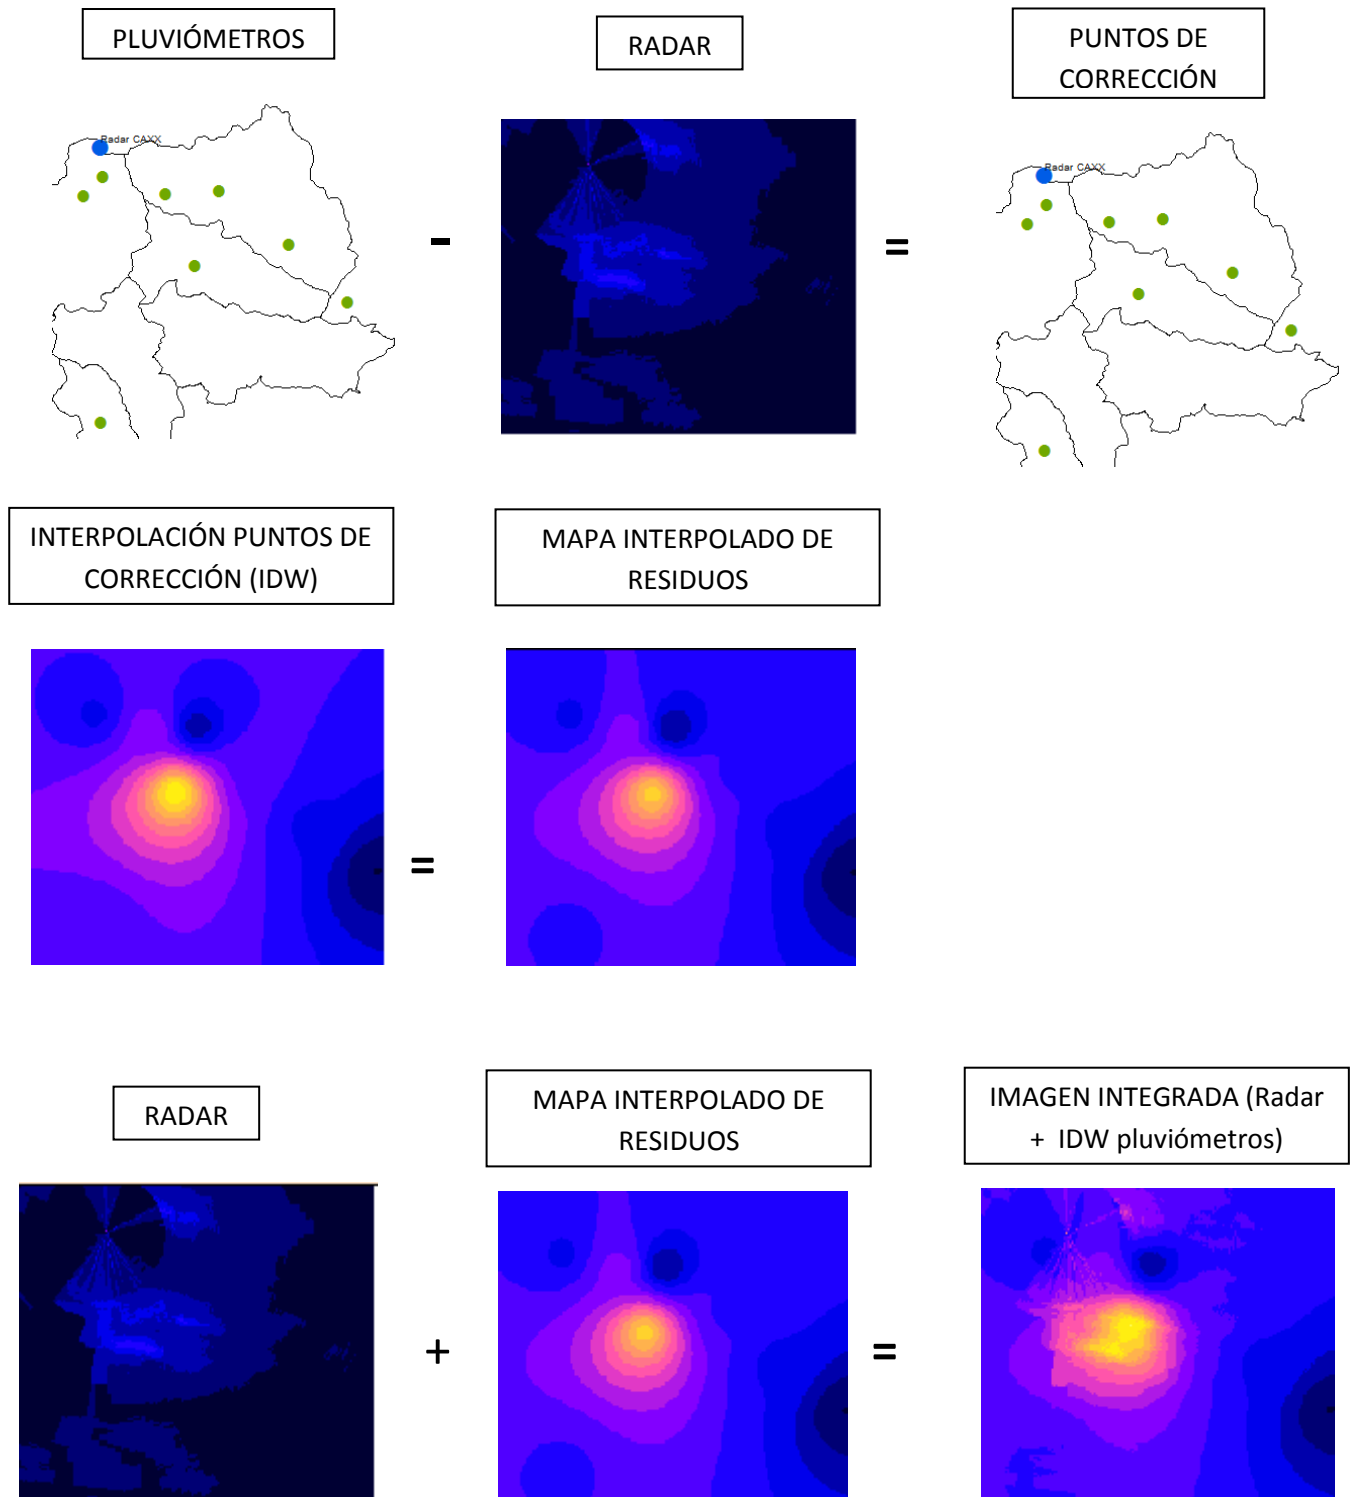 PLUVIÓMETROS
RADAR
PUNTOS DE
CORRECCIÓN
Radar CAXX
-
=
Radar CAXX
INTERPOLACIÓN PUNTOS DE
CORRECCIÓN (IDW)
MAPA INTERPOLADO DE
RESIDUOS
=
RADAR
MAPA INTERPOLADO DE
RESIDUOS
IMAGEN INTEGRADA (Radar
+ IDW pluviómetros)
+
=